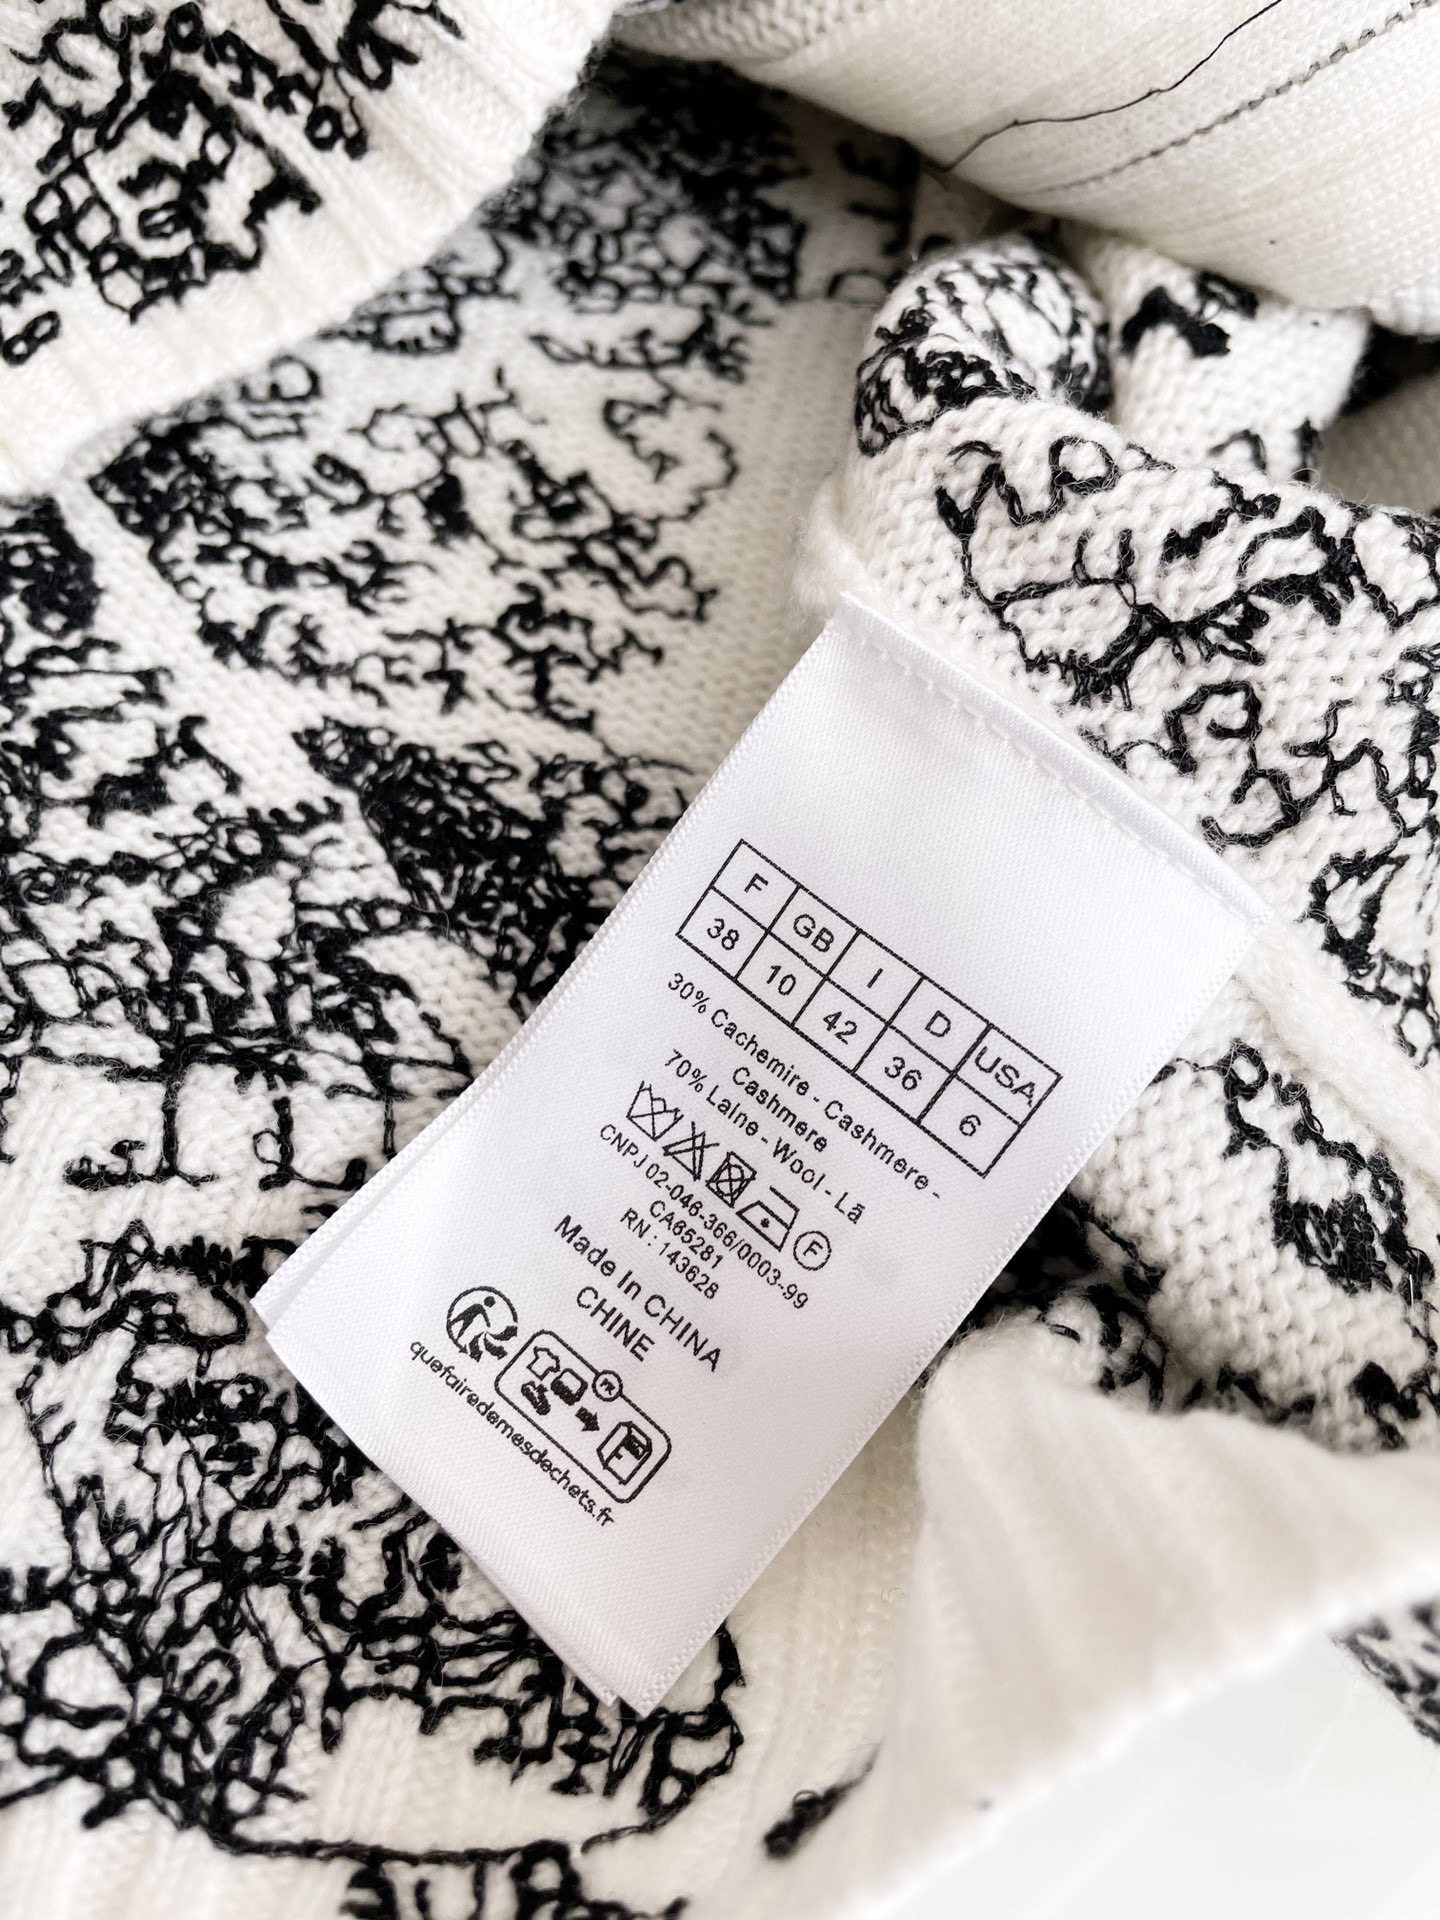 F GB I D USA
38 10 42 36 6
30% Cachemire - Cashmere -
Cashmere
70% Laine - Wool - Lã
F
CNPJ 02-046-366/0003-99
CA65281
RN : 143628
Made In CHINA
CHINE
FR
F
quefairedemesdechets.fr